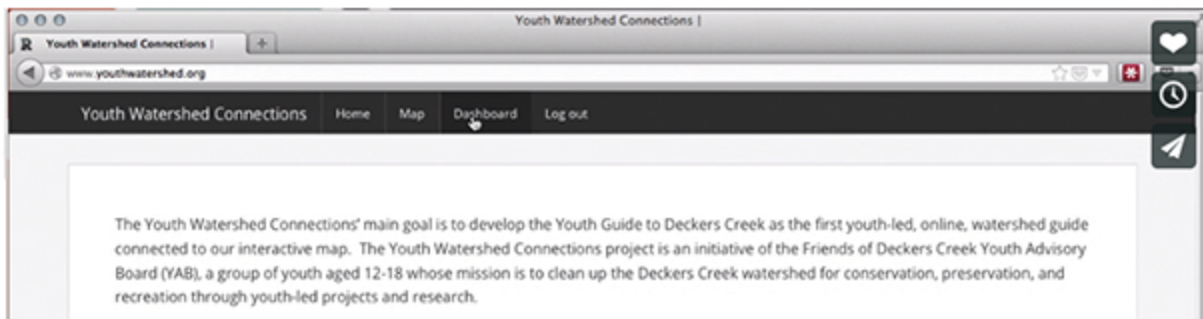 Youth Watershed Connections |
Youth Watershed Connections |
www.youthwatershed.org
Youth Watershed Connections Home Map Dashboard Log out
The Youth Watershed Connections' main goal is to develop the Youth Guide to Deckers Creek as the first youth-led, online, watershed guide
connected to our interactive map. The Youth Watershed Connections project is an initiative of the Friends of Deckers Creek Youth Advisory
Board (YAB), a group of youth aged 12-18 whose mission is to clean up the Deckers Creek watershed for conservation, preservation, and
recreation through youth-led projects and research.